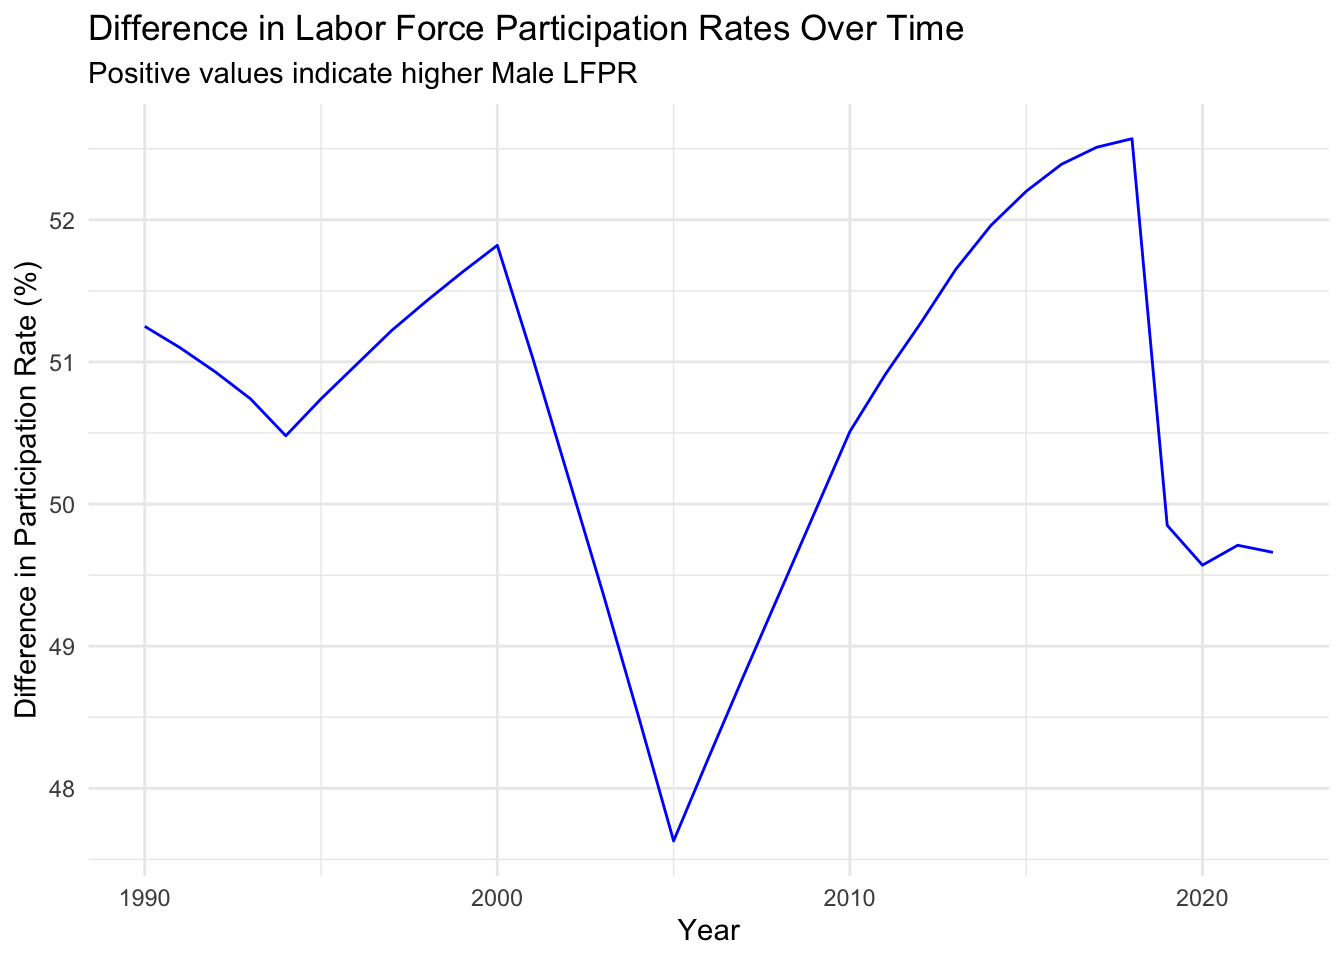 Difference in Labor Force Participation Rates Over Time
Positive values indicate higher Male LFPR
Difference in Participation Rate (%)
52
51
50
49
48
1990 2000 2010 2020
Year